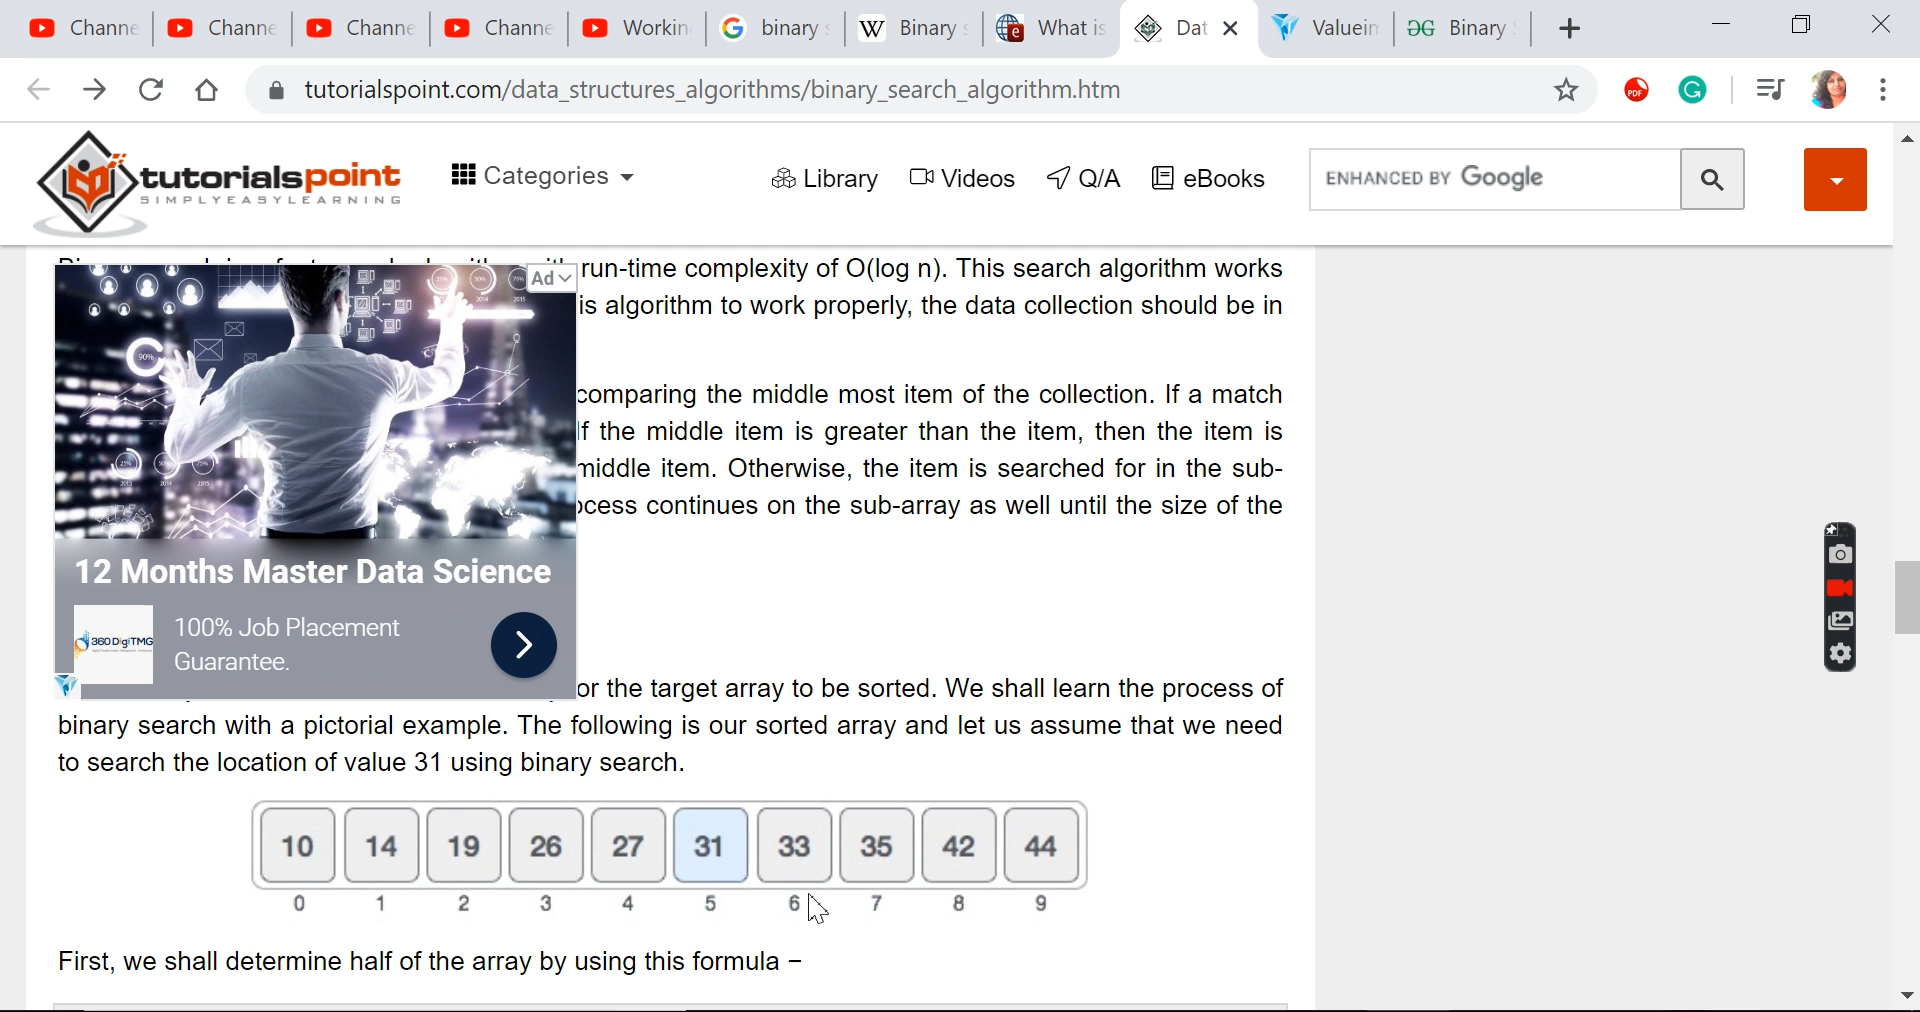 Channe
Channe
Channe
Channe
Workin
binary s
Binary s
What is
Dat
Valuein
Binary S
tutorialspoint.com/data_structures_algorithms/binary_search_algorithm.htm
tutorialspoint
SIMPLYEASYLEARNING
Categories
Library
Videos
Q/A
eBooks
ENHANCED BY Google
run-time complexity of O(log n). This search algorithm works
is algorithm to work properly, the data collection should be in
comparing the middle most item of the collection. If a match
If the middle item is greater than the item, then the item is
middle item. Otherwise, the item is searched for in the sub-
ocess continues on the sub-array as well until the size of the
Ad
12 Months Master Data Science
360DigiTMG
100% Job Placement
Guarantee.
or the target array to be sorted. We shall learn the process of
binary search with a pictorial example. The following is our sorted array and let us assume that we need
to search the location of value 31 using binary search.
10 14 19 26 27 31 33 35 42 44
0 1 2 3 4 5 6 7 8 9
First, we shall determine half of the array by using this formula −